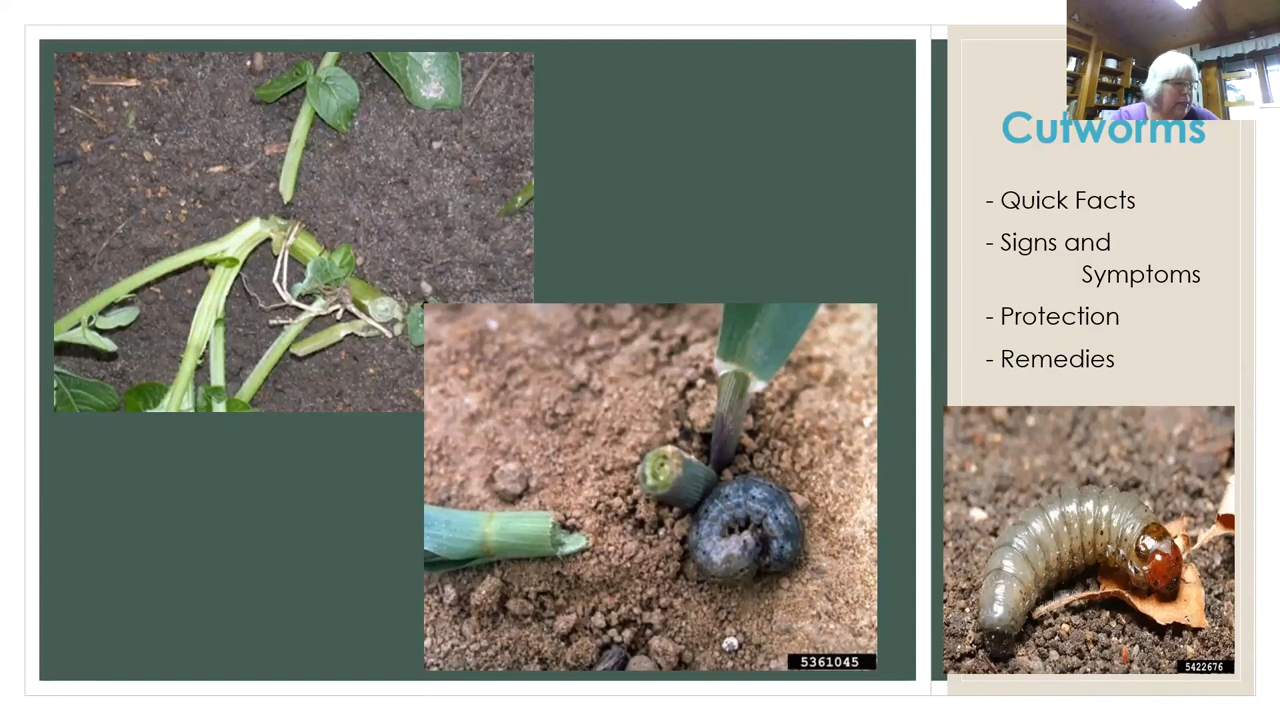 Cutworms
- Quick Facts
- Signs and
Symptoms
- Protection
- Remedies
5361045
5422676